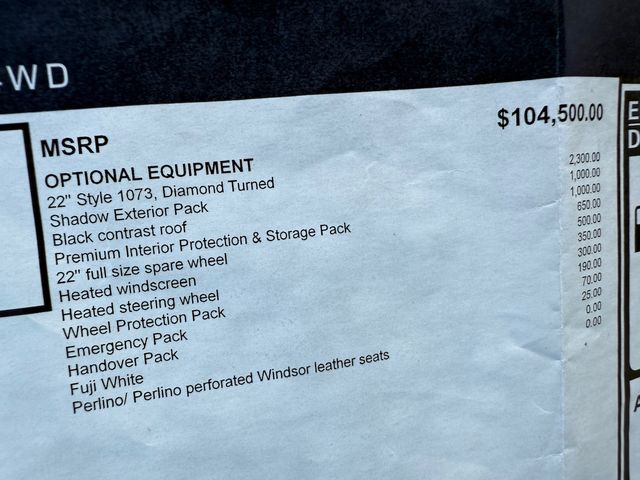 WD
MSRP $104,500.00
OPTIONAL EQUIPMENT
22" Style 1073, Diamond Turned 2,300.00
Shadow Exterior Pack 1,000.00
Black contrast roof 1,000.00
Premium Interior Protection & Storage Pack 650.00
22" full size spare wheel 500.00
Heated windscreen 350.00
Heated steering wheel 300.00
Wheel Protection Pack 190.00
Emergency Pack 70.00
Handover Pack 25.00
Fuji White 0.00
Perlino/ Perlino perforated Windsor leather seats 0.00
E
D